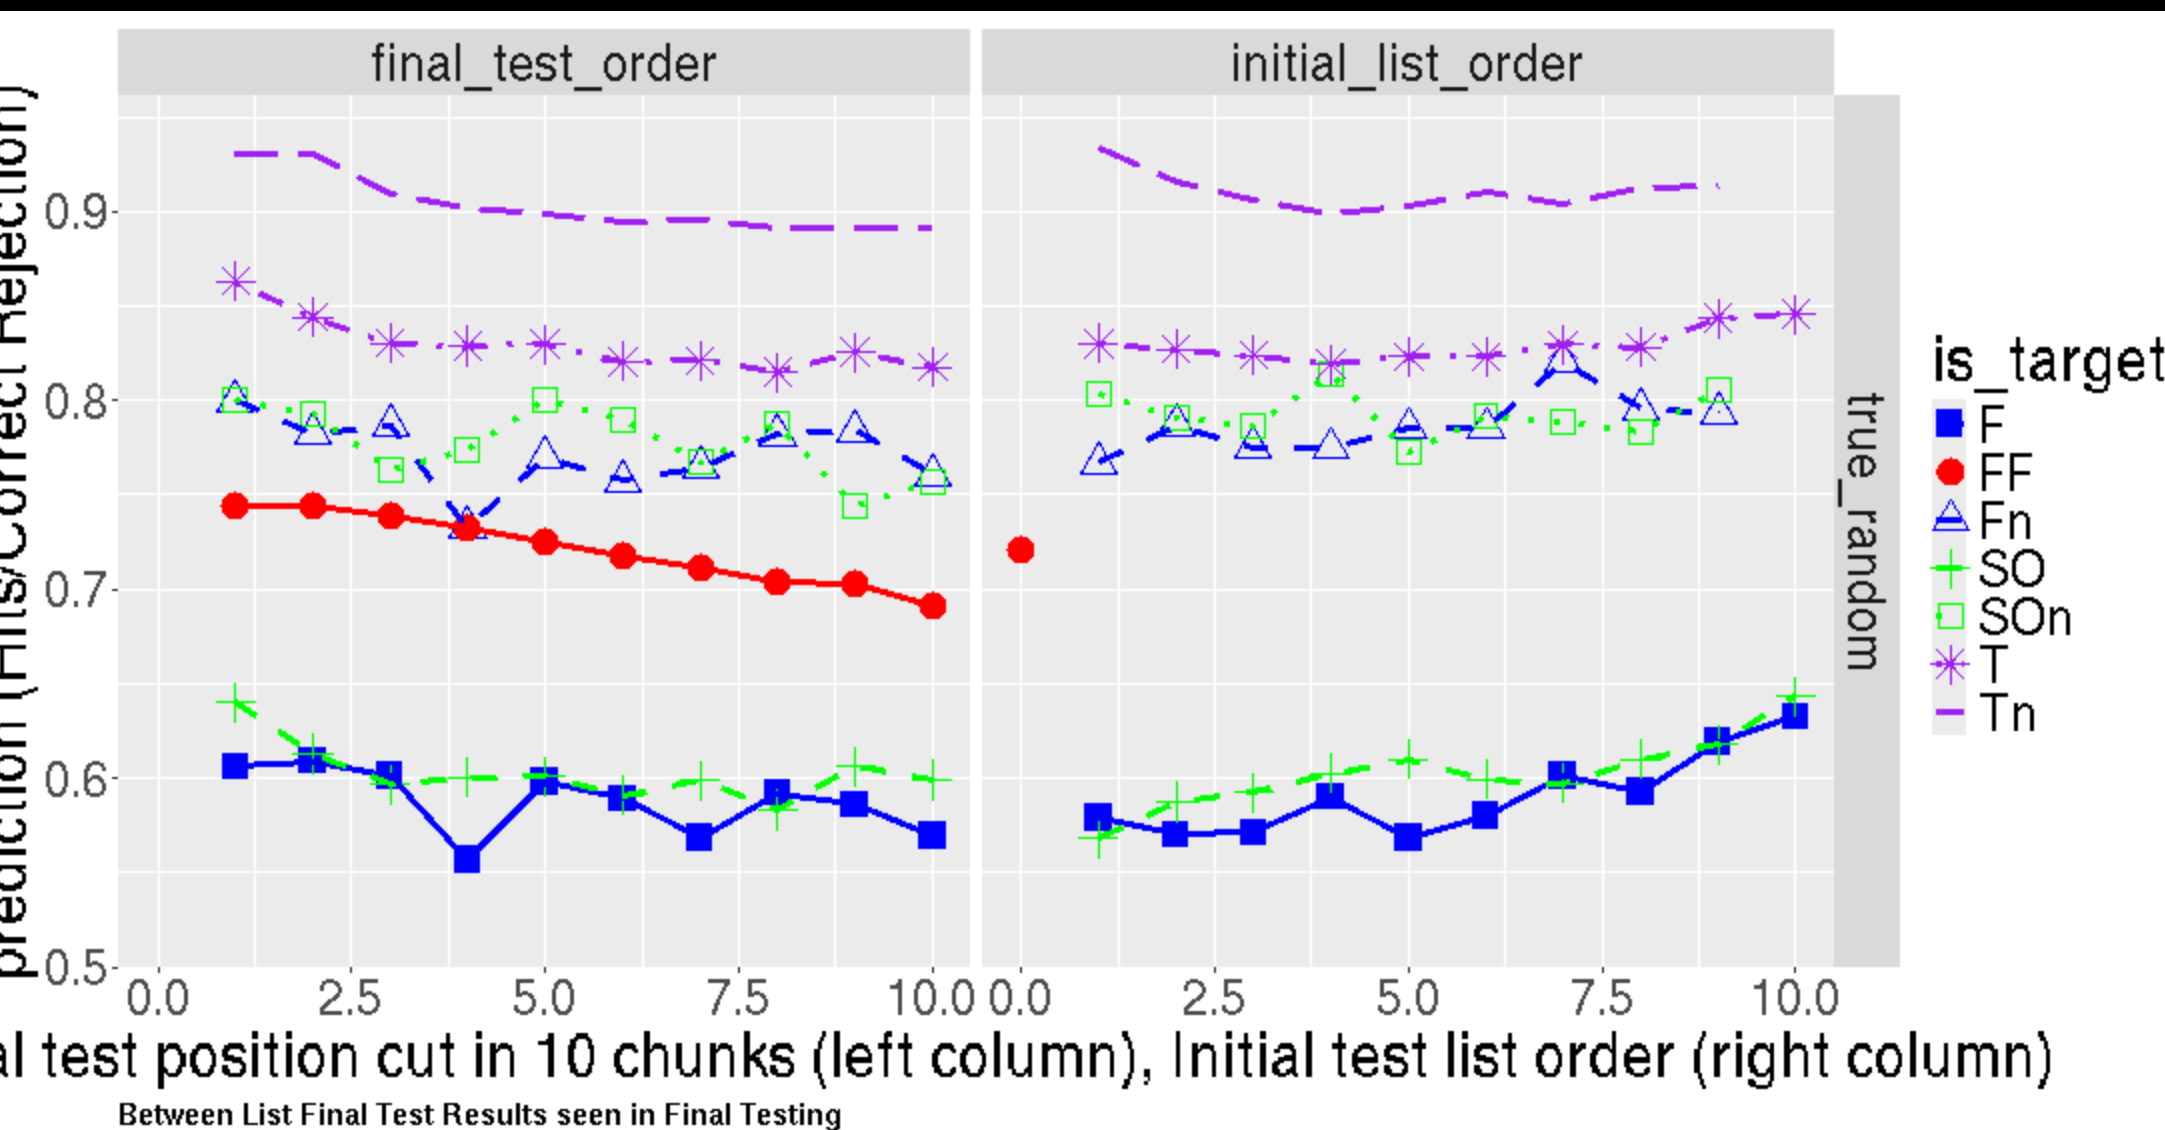 final_test_order
initial_list_order
prediction (Hits/Correct Rejection)
0.9
0.8
0.7
0.6
0.5
0.0 2.5 5.0 7.5 10.0
0.0 2.5 5.0 7.5 10.0
true_random
is_target
F
FF
Fn
SO
SOn
T
Tn
al test position cut in 10 chunks (left column), Initial test list order (right column)
Between List Final Test Results seen in Final Testing